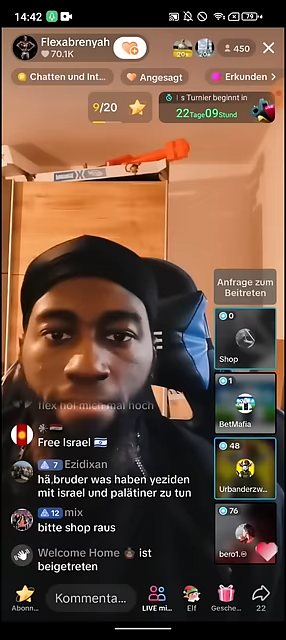 14:42
79
Flexabrenyah
70.1K
450
Chatten und Int...
Angesagt
Erkunden
9/20
s Turnier beginnt in
22Tage09Stund
Anfrage zum
Beitreten
0
Shop
1
BetMafia
48
Urbanderzw...
76
bero1.
flex hol mich mal hoch
Free Israel 🇮🇱
7 Ezidixan
hä,bruder was haben yeziden
mit israel und palätiner zu tun
12 mix
bitte shop raus
Welcome Home ist
beigetreten
Abonn...
Kommenta...
LIVE mi...
Elf
Gesche...
22